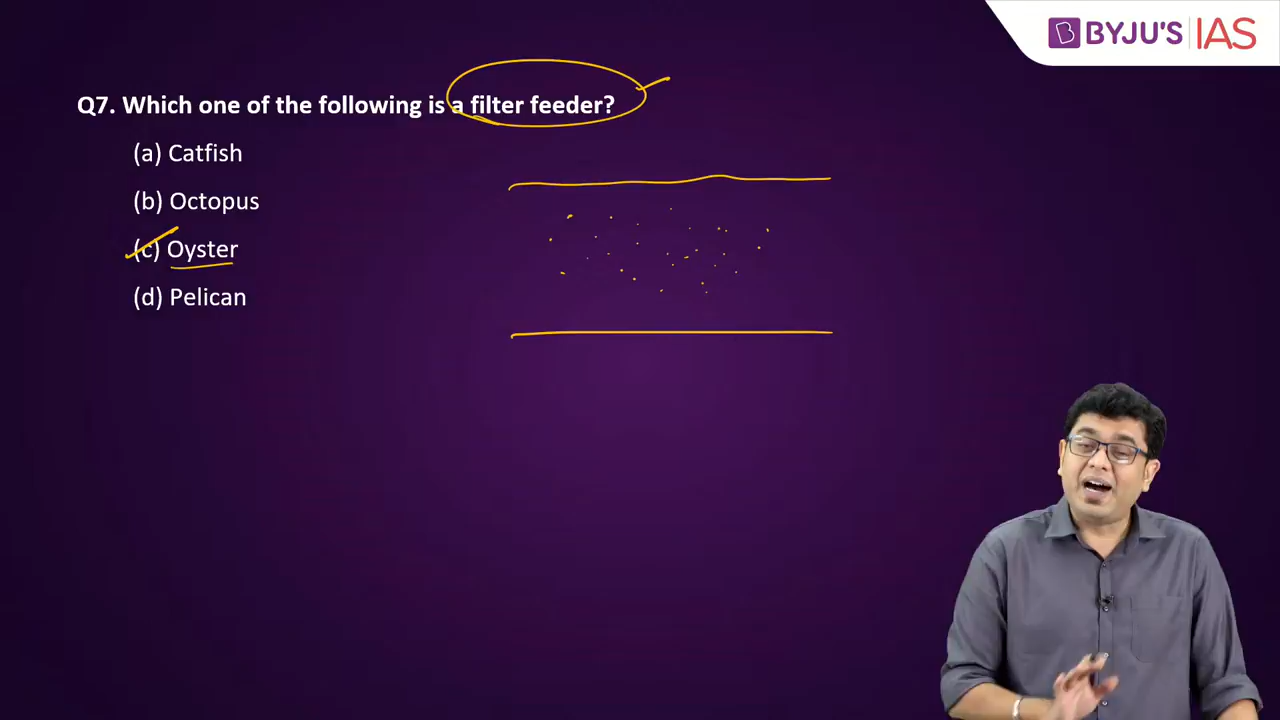 BYJU'S IAS
Q7. Which one of the following is a filter feeder?
(a) Catfish
(b) Octopus
(c) Oyster
(d) Pelican